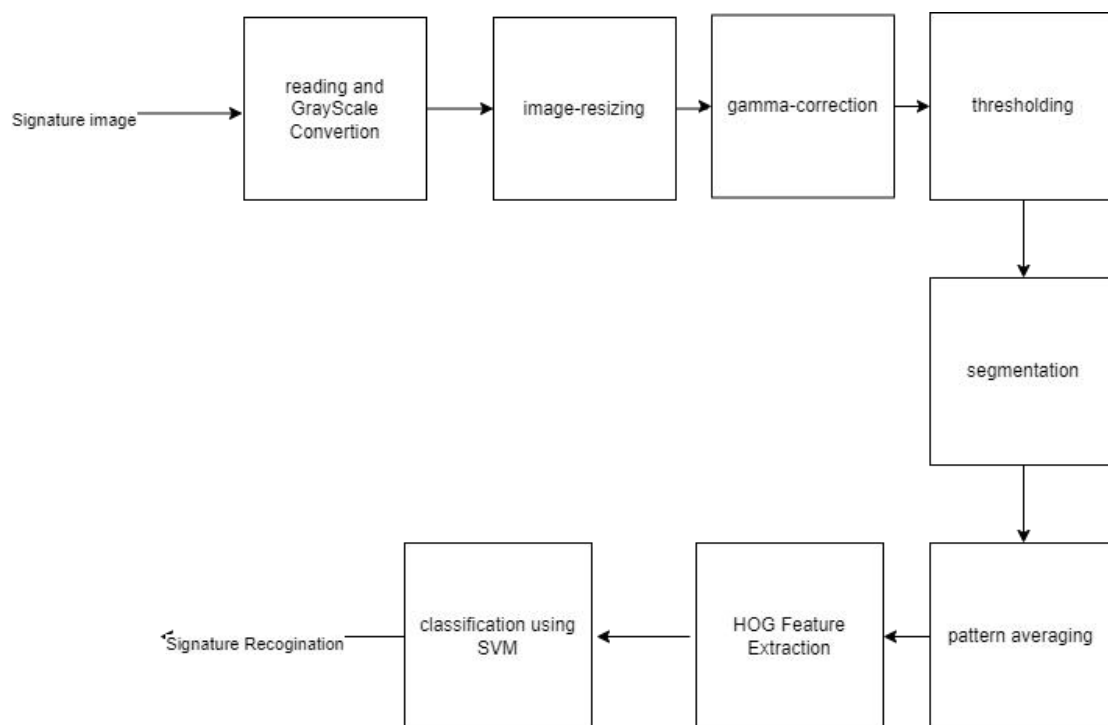 Signature image
reading and
GrayScale
Convertion
image-resizing
gamma-correction
thresholding
segmentation
pattern averaging
HOG Feature
Extraction
classification using
SVM
Signature Recogination